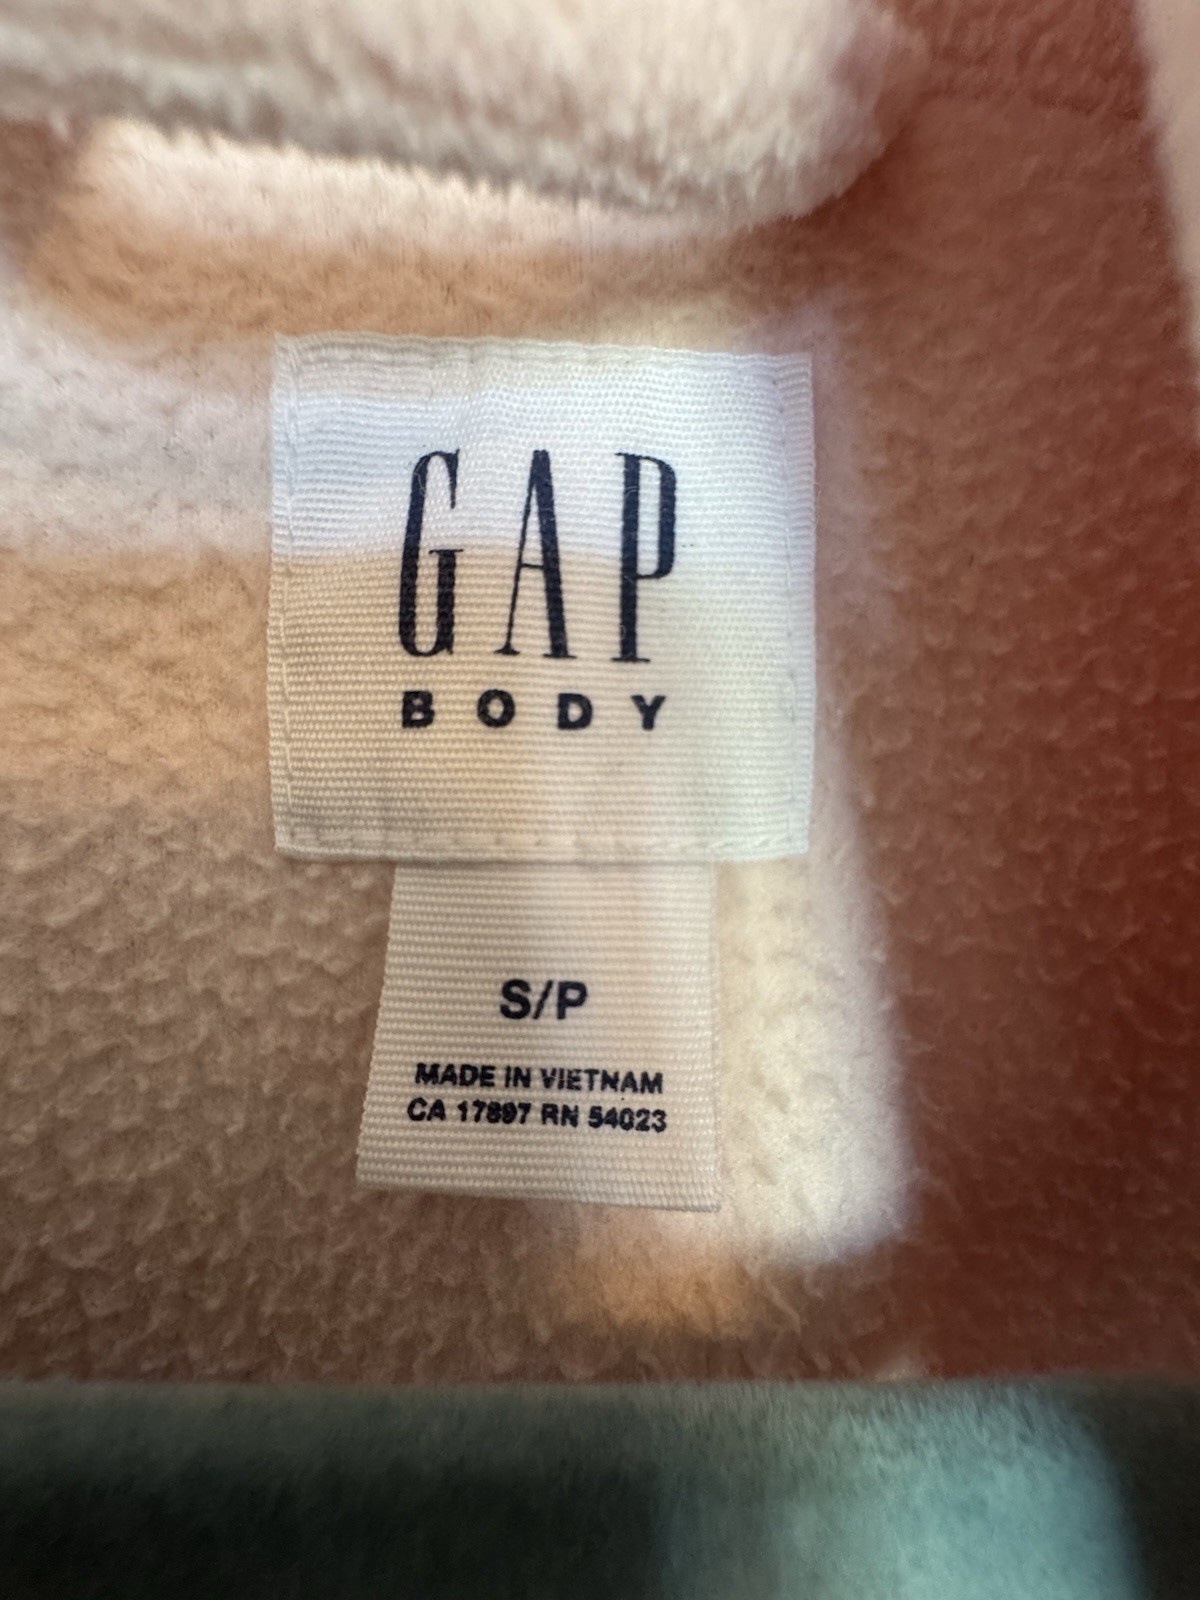 GAP
BODY
S/P
MADE IN VIETNAM
CA 17897 RN 54023